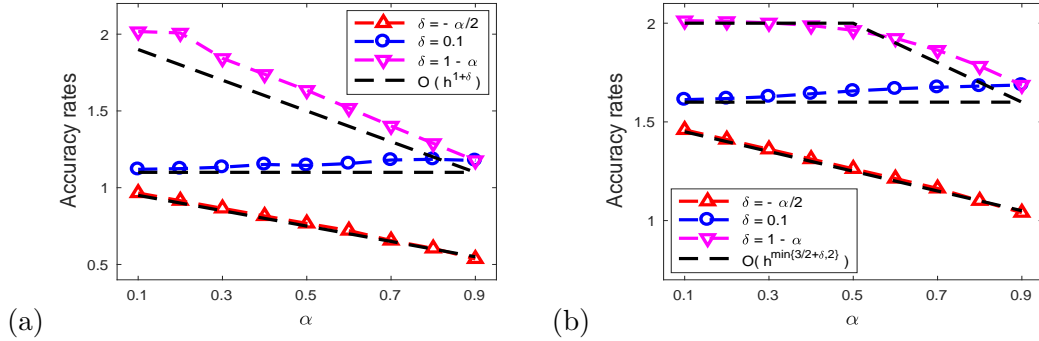 2
1.5
1
0.5
Accuracy rates
0.1
0.3
0.5
0.7
0.9
α
δ = - α/2
δ = 0.1
δ = 1 - α
O ( h^{1+δ})
(a)
2
1.5
1
Accuracy rates
0.1
0.3
0.5
0.7
0.9
α
δ = - α/2
δ = 0.1
δ = 1 - α
O( h^{min{3/2+δ,2}})
(b)